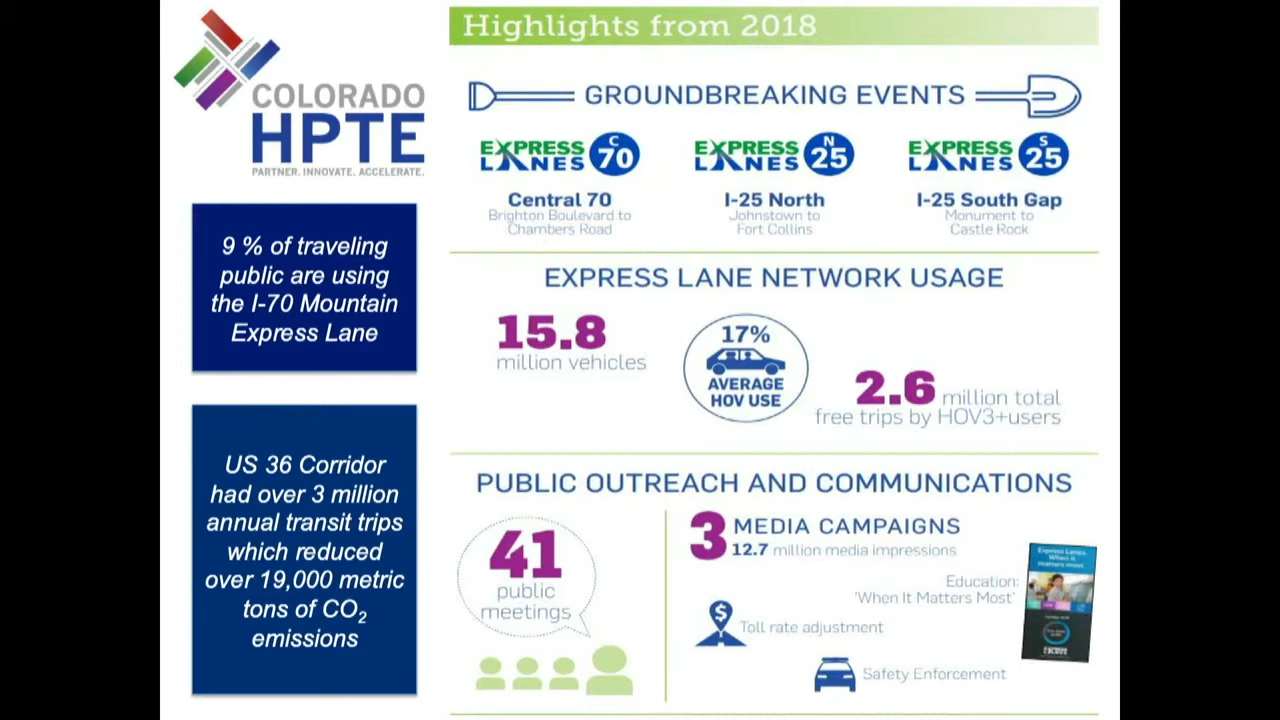 Highlights from 2018
COLORADO
HPTE
PARTNER. INNOVATE. ACCELERATE.
9 % of traveling
public are using
the I-70 Mountain
Express Lane
US 36 Corridor
had over 3 million
annual transit trips
which reduced
over 19,000 metric
tons of CO₂
emissions
GROUNDBREAKING EVENTS
EXPRESS LANES C 70
Central 70
Brighton Boulevard to
Chambers Road
EXPRESS LANES N 25
I-25 North
Johnstown to
Fort Collins
EXPRESS LANES S 25
I-25 South Gap
Monument to
Castle Rock
EXPRESS LANE NETWORK USAGE
15.8
million vehicles
17%
AVERAGE
HOV USE
2.6 million total
free trips by HOV3+users
PUBLIC OUTREACH AND COMMUNICATIONS
41
public
meetings
3 MEDIA CAMPAIGNS
12.7 million media impressions
Education:
'When It Matters Most'
$
Toll rate adjustment
Safety Enforcement
Express Lanes.
When it
matters most.